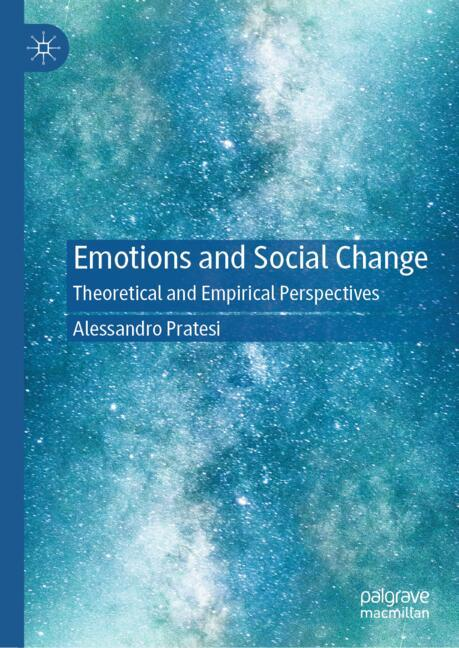 Emotions and Social Change
Theoretical and Empirical Perspectives
Alessandro Pratesi
palgrave
macmillan